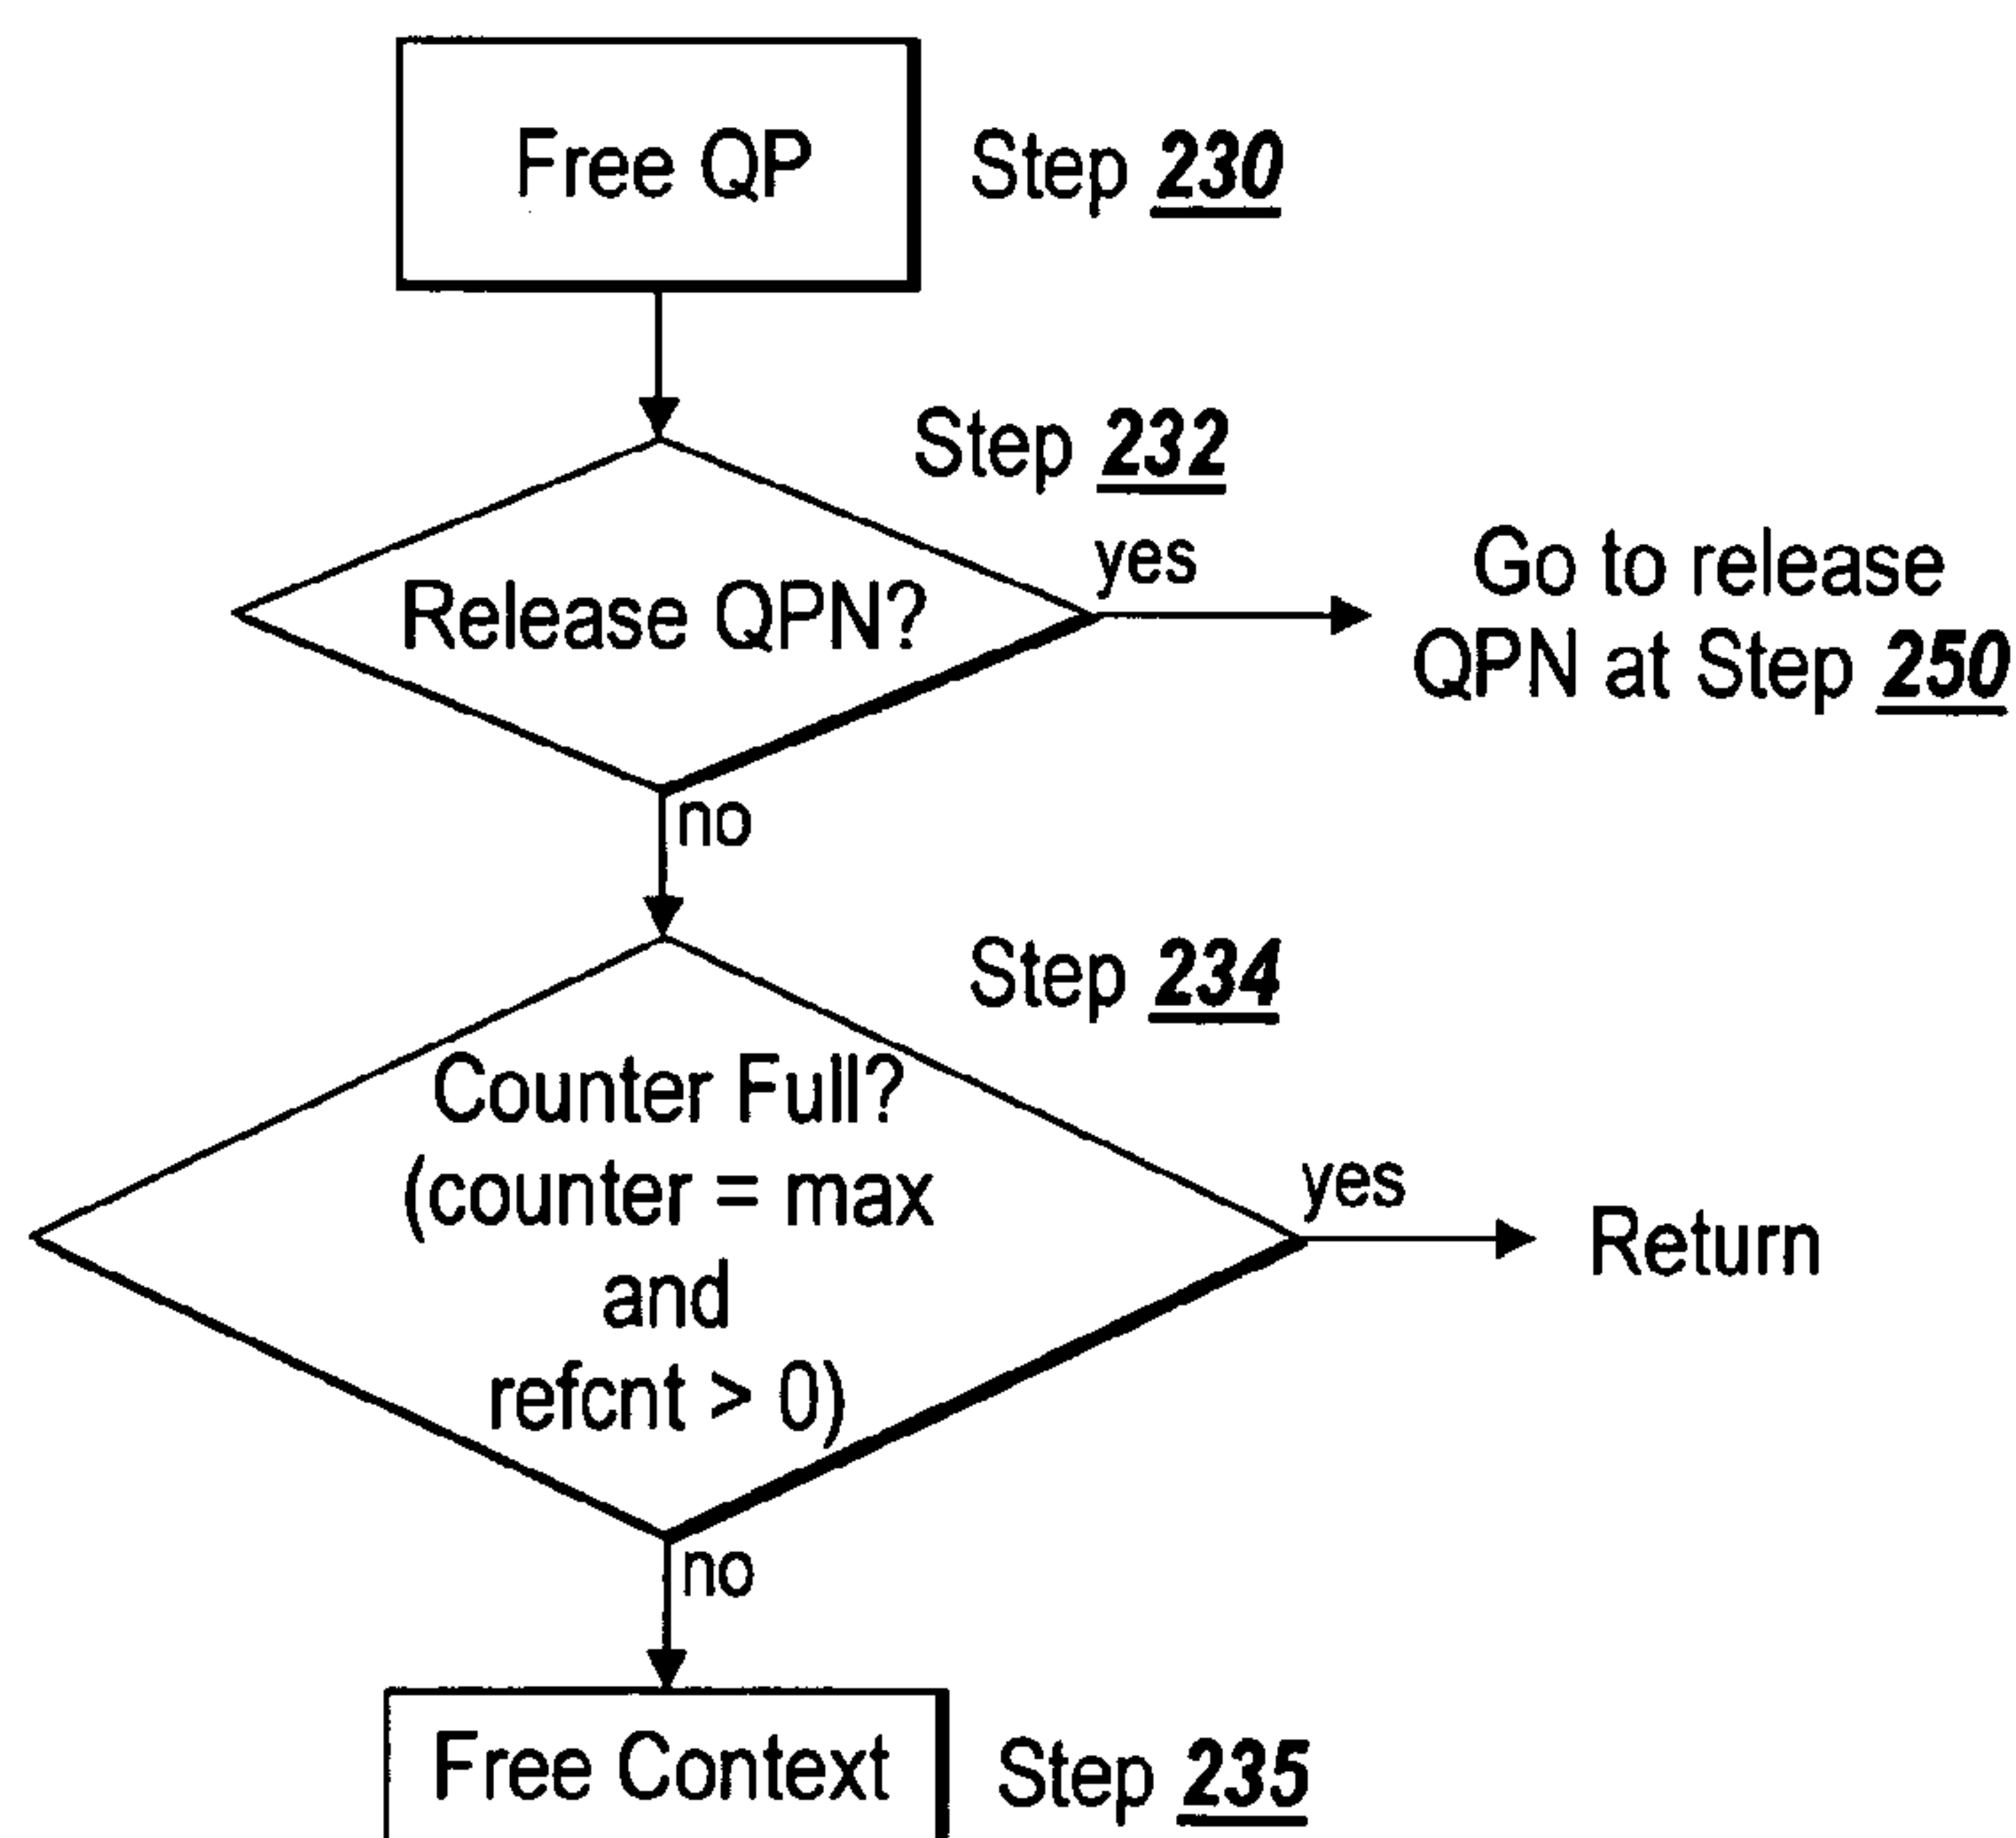 Free QP
Step 230
Step 232
yes
Release QPN?
Go to release
QPN at Step 250
no
Step 234
Counter Full?
(counter = max
and
refcnt > 0)
yes
Return
no
Free Context
Step 235